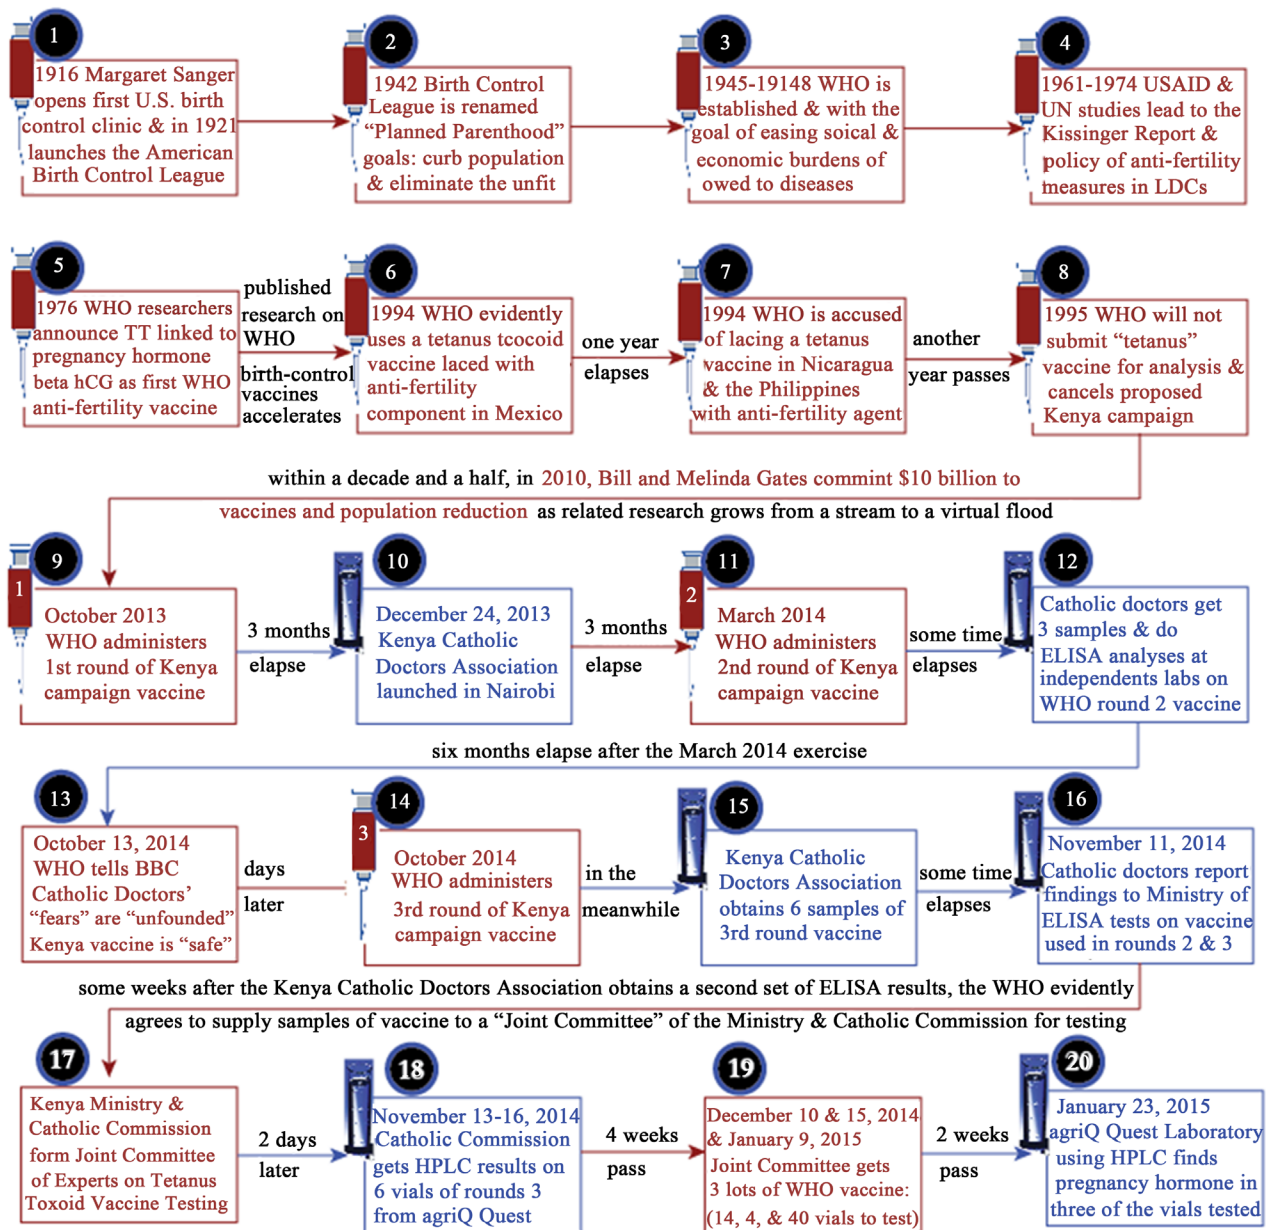 1
1916 Margaret Sanger
opens first U.S. birth
control clinic & in 1921
launches the American
Birth Control League
2
1942 Birth Control
League is renamed
“Planned Parenthood”
goals: curb population
& eliminate the unfit
3
1945-19148 WHO is
established & with the
goal of easing soical &
economic burdens of
owed to diseases
4
1961-1974 USAID &
UN studies lead to the
Kissinger Report &
policy of anti-fertility
measures in LDCs
5
1976 WHO researchers
announce TT linked to
pregnancy hormone
beta hCG as first WHO
anti-fertility vaccine
published
research on
WHO
birth-control
vaccines
accelerates
6
1994 WHO evidently
uses a tetanus tcocoid
vaccine laced with
anti-fertility
component in Mexico
one year
elapses
7
1994 WHO is accused
of lacing a tetanus
vaccine in Nicaragua
& the Philippines
with anti-fertility agent
another
year passes
8
1995 WHO will not
submit “tetanus”
vaccine for analysis &
cancels proposed
Kenya campaign
within a decade and a half, in 2010, Bill and Melinda Gates commint $10 billion to
vaccines and population reduction as related research grows from a stream to a virtual flood
9
1
October 2013
WHO administers
1st round of Kenya
campaign vaccine
3 months
elapse
10
December 24, 2013
Kenya Catholic
Doctors Association
launched in Nairobi
3 months
elapse
11
2
March 2014
WHO administers
2nd round of Kenya
campaign vaccine
some time
elapses
12
Catholic doctors get
3 samples & do
ELISA analyses at
independents labs on
WHO round 2 vaccine
six months elapse after the March 2014 exercise
13
October 13, 2014
WHO tells BBC
Catholic Doctors’
“fears” are “unfounded”
Kenya vaccine is “safe”
days
later
14
3
October 2014
WHO administers
3rd round of Kenya
campaign vaccine
in the
meanwhile
15
Kenya Catholic
Doctors Association
obtains 6 samples of
3rd round vaccine
some time
elapses
16
November 11, 2014
Catholic doctors report
findings to Ministry of
ELISA tests on vaccine
used in rounds 2 & 3
some weeks after the Kenya Catholic Doctors Association obtains a second set of ELISA results, the WHO evidently
agrees to supply samples of vaccine to a “Joint Committee” of the Ministry & Catholic Commission for testing
17
Kenya Ministry &
Catholic Commission
form Joint Committee
of Experts on Tetanus
Toxoid Vaccine Testing
2 days
later
18
November 13-16, 2014
Catholic Commission
gets HPLC results on
6 vials of rounds 3
from agriQ Quest
4 weeks
pass
19
December 10 & 15, 2014
& January 9, 2015
Joint Committee gets
3 lots of WHO vaccine:
(14, 4, & 40 vials to test)
2 weeks
pass
20
January 23, 2015
agriQ Quest Laboratory
using HPLC finds
pregnancy hormone in
three of the vials tested